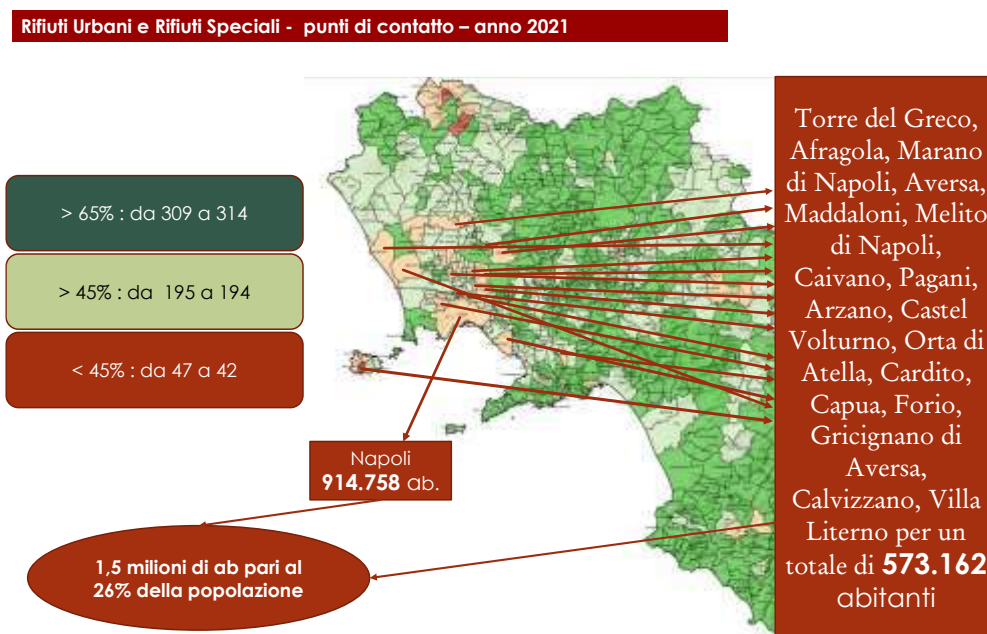 Rifiuti Urbani e Rifiuti Speciali - punti di contatto – anno 2021
> 65% : da 309 a 314
> 45% : da 195 a 194
< 45% : da 47 a 42
Napoli
914.758 ab.
1,5 milioni di ab pari al
26% della popolazione
Torre del Greco,
Afragola, Marano
di Napoli, Aversa,
Maddaloni, Melito
di Napoli,
Caivano, Pagani,
Arzano, Castel
Volturno, Orta di
Atella, Cardito,
Capua, Forio,
Gricignano di
Aversa,
Calvizzano, Villa
Literno per un
totale di 573.162
abitanti